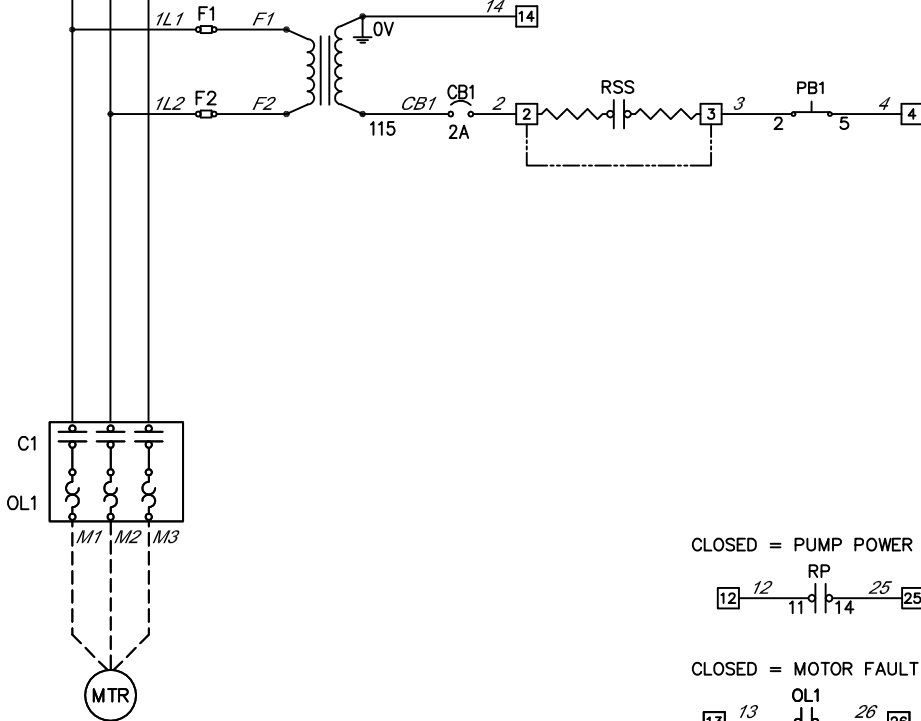 14 14
1L1 F1 F1 0V
1L2 F2 F2 115 CB1 CB1 2A 2 2 RSS 3 3 2 PB1 5 4 4
C1
OL1
M1 M2 M3
MTR
CLOSED = PUMP POWER
RP
12 12 11 14 25 25
CLOSED = MOTOR FAULT
OL1
13 13 26 26